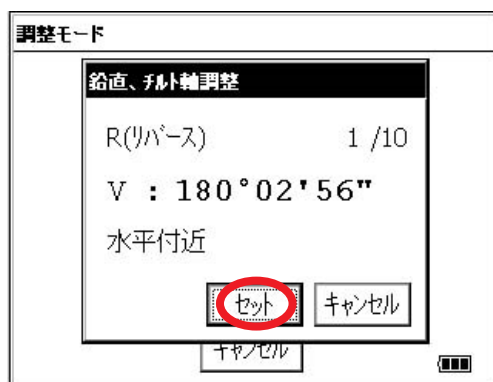 調整モード
鉛直、チルト軸調整
R(リバース) 1 /10
V : 180°02'56"
水平付近
セット キャンセル
キャンセル